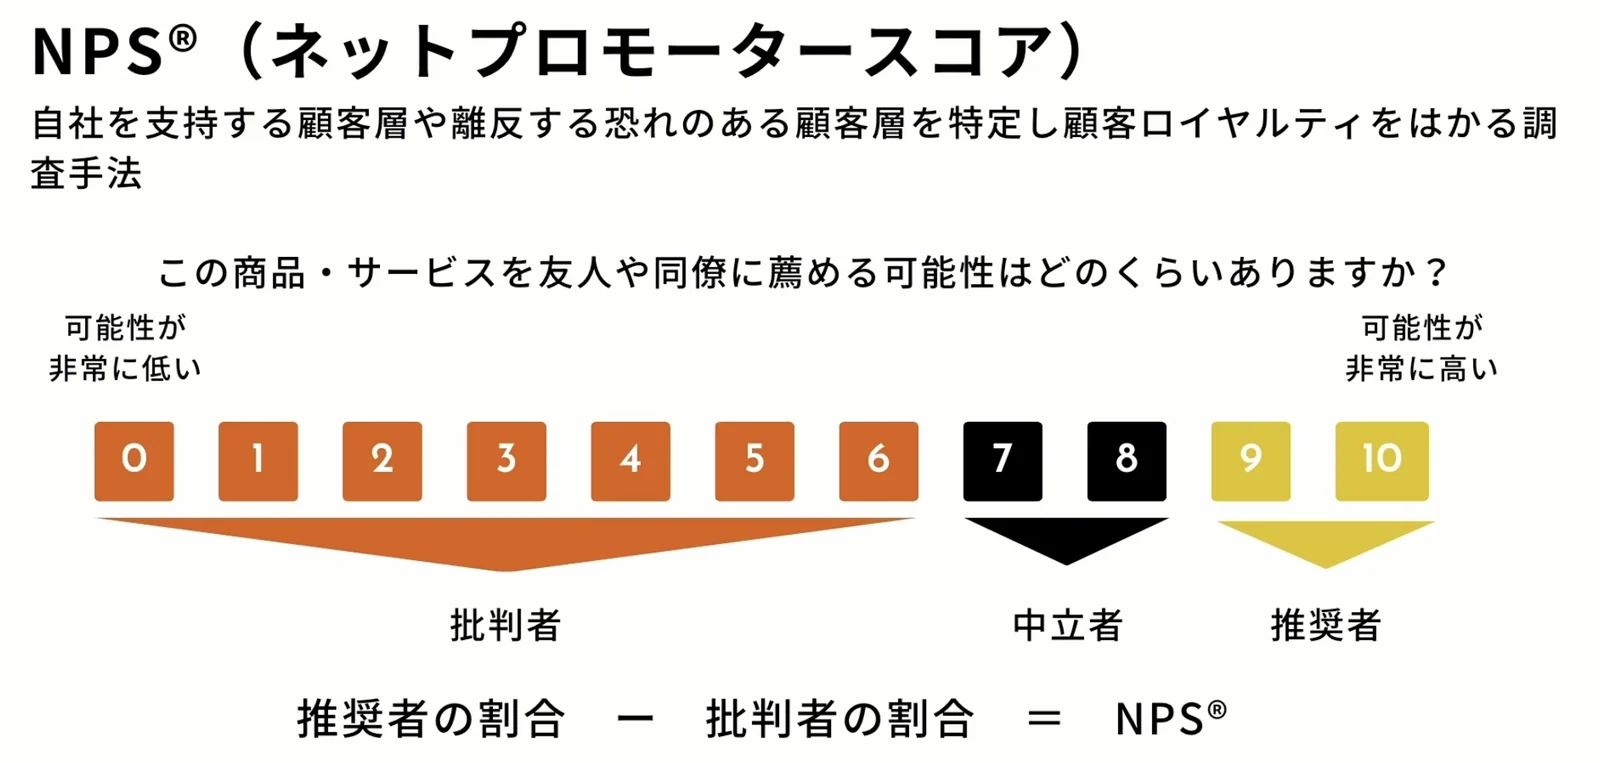 NPS®（ネットプロモータースコア）
自社を支持する顧客層や離反する恐れのある顧客層を特定し顧客ロイヤルティをはかる調
査手法
この商品・サービスを友人や同僚に薦める可能性はどのくらいありますか？
可能性が
非常に低い
可能性が
非常に高い
0 1 2 3 4 5 6 7 8 9 10
批判者 中立者 推奨者
推奨者の割合 ー 批判者の割合 ＝ NPS®